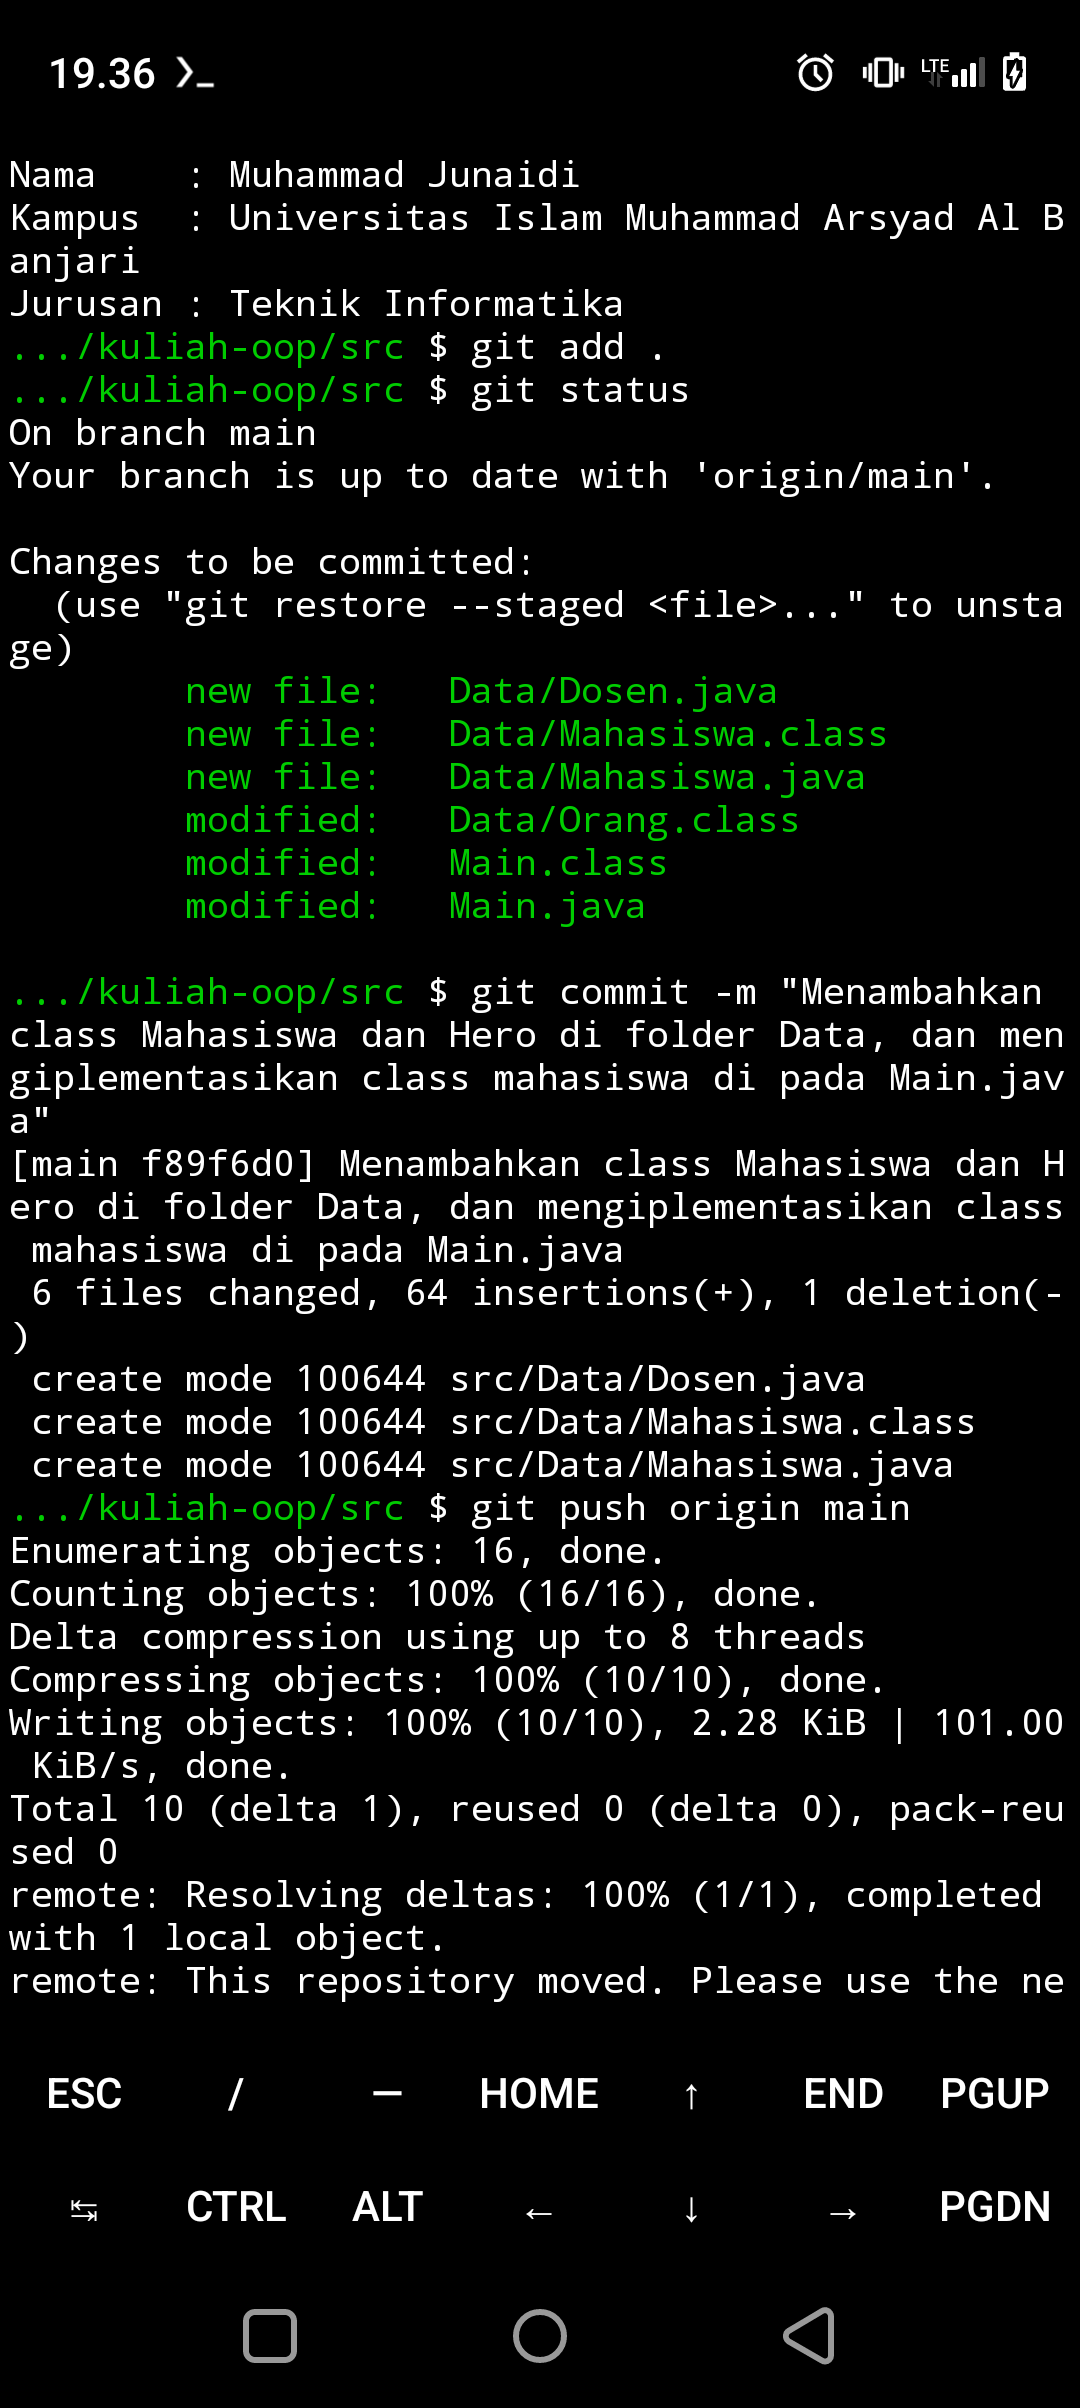 19.36
LTE
Nama    : Muhammad Junaidi
Kampus  : Universitas Islam Muhammad Arsyad Al B
anjari
Jurusan : Teknik Informatika
.../kuliah-oop/src $ git add .
.../kuliah-oop/src $ git status
On branch main
Your branch is up to date with 'origin/main'.

Changes to be committed:
  (use "git restore --staged <file>..." to unsta
ge)
        new file:   Data/Dosen.java
        new file:   Data/Mahasiswa.class
        new file:   Data/Mahasiswa.java
        modified:   Data/Orang.class
        modified:   Main.class
        modified:   Main.java

.../kuliah-oop/src $ git commit -m "Menambahkan
class Mahasiswa dan Hero di folder Data, dan men
giplementasikan class mahasiswa di pada Main.jav
a"
[main f89f6d0] Menambahkan class Mahasiswa dan H
ero di folder Data, dan mengiplementasikan class
 mahasiswa di pada Main.java
 6 files changed, 64 insertions(+), 1 deletion(-
)
 create mode 100644 src/Data/Dosen.java
 create mode 100644 src/Data/Mahasiswa.class
 create mode 100644 src/Data/Mahasiswa.java
.../kuliah-oop/src $ git push origin main
Enumerating objects: 16, done.
Counting objects: 100% (16/16), done.
Delta compression using up to 8 threads
Compressing objects: 100% (10/10), done.
Writing objects: 100% (10/10), 2.28 KiB | 101.00
 KiB/s, done.
Total 10 (delta 1), reused 0 (delta 0), pack-reu
sed 0
remote: Resolving deltas: 100% (1/1), completed
with 1 local object.
remote: This repository moved. Please use the ne
ESC / — HOME ↑ END PGUP
↹ CTRL ALT ← ↓ → PGDN